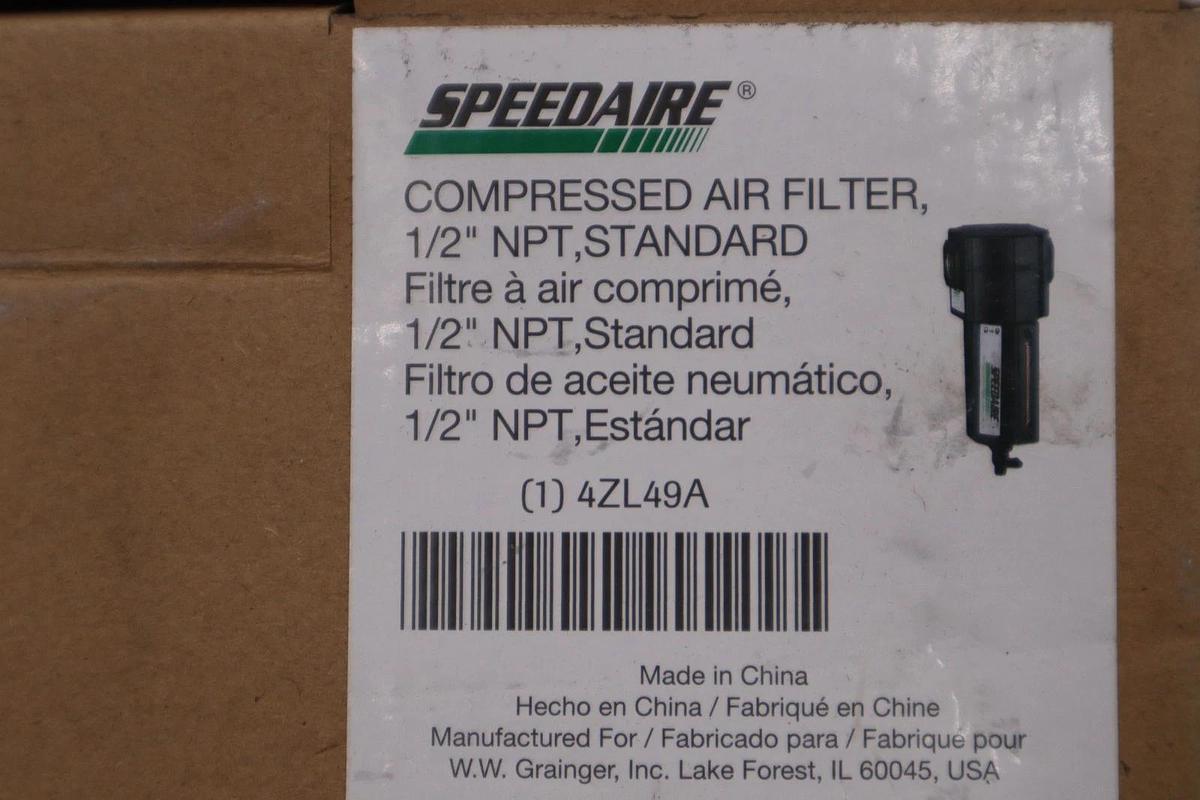 SPEEDAIRE®
COMPRESSED AIR FILTER,
1/2" NPT,STANDARD
Filtre à air comprimé,
1/2" NPT,Standard
Filtro de aceite neumático,
1/2" NPT,Estándar
SPEEDAIRE
(1) 4ZL49A
Made in China
Hecho en China / Fabriqué en Chine
Manufactured For / Fabricado para / Fabrique pour
W.W. Grainger, Inc. Lake Forest, IL 60045, USA